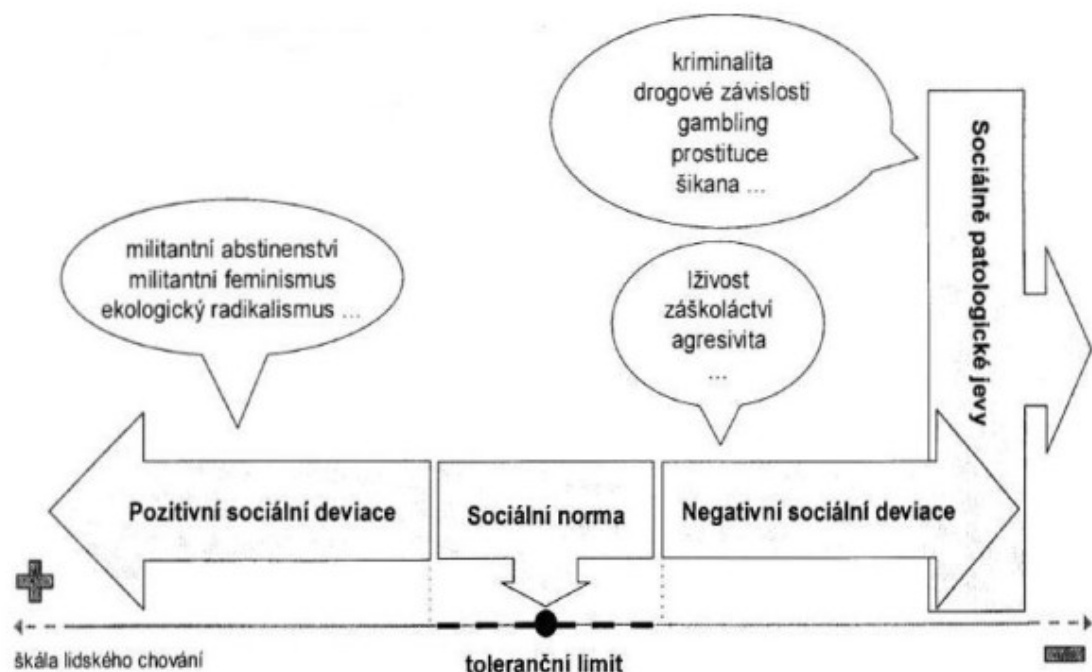 kriminalita
drogové závislosti
gambling
prostituce
šikana ...
militantní abstinenství
militantní feminismus
ekologický radikalismus ...
lživost
záškoláctví
agresivita
...
Sociálně patologické jevy
Pozitivní sociální deviace
Sociální norma
Negativní sociální deviace
škála lidského chování
toleranční limit